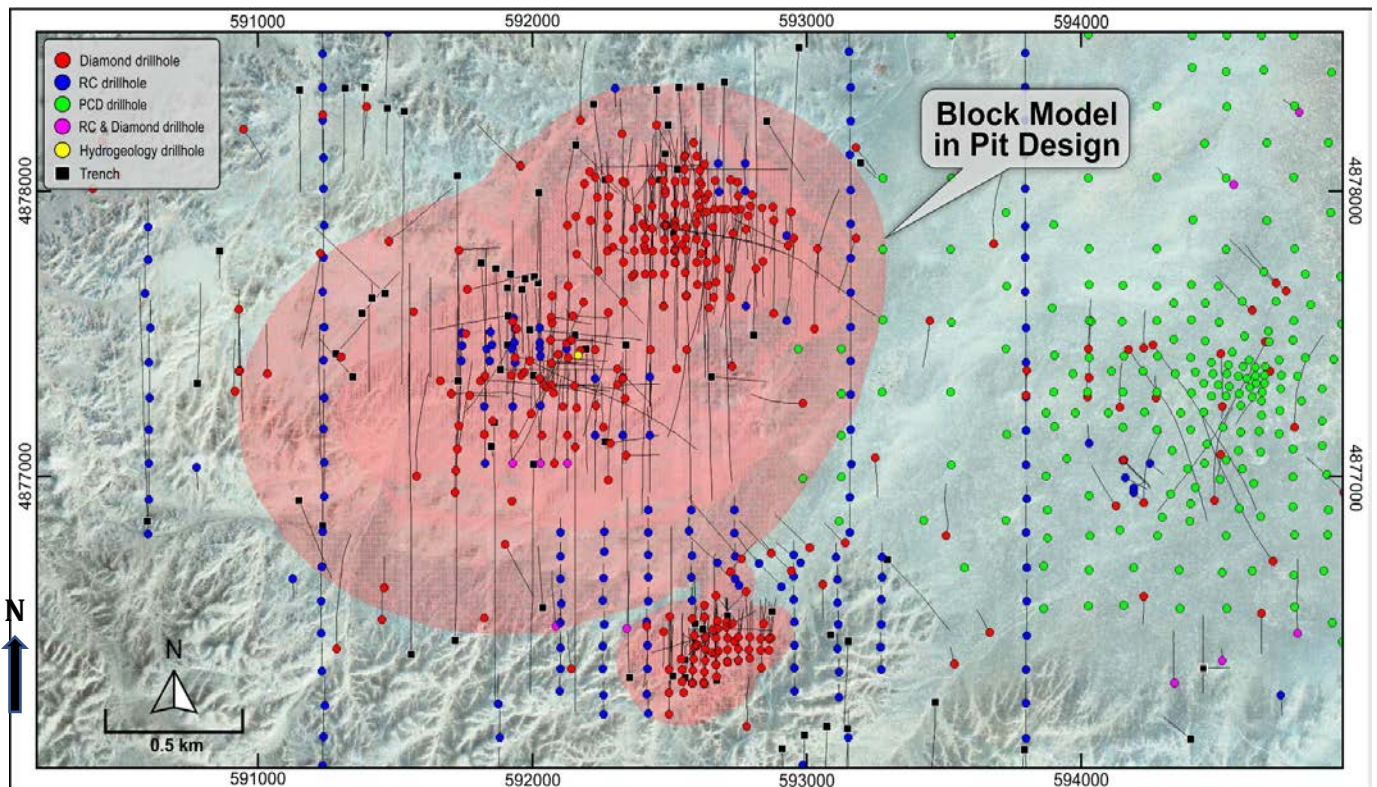 591000 592000 593000 594000
Diamond drillhole
RC drillhole
PCD drillhole
RC & Diamond drillhole
Hydrogeology drillhole
Trench
Block Model
in Pit Design
4878000
4878000
4877000
4877000
N
N
0.5 km
591000 592000 593000 594000